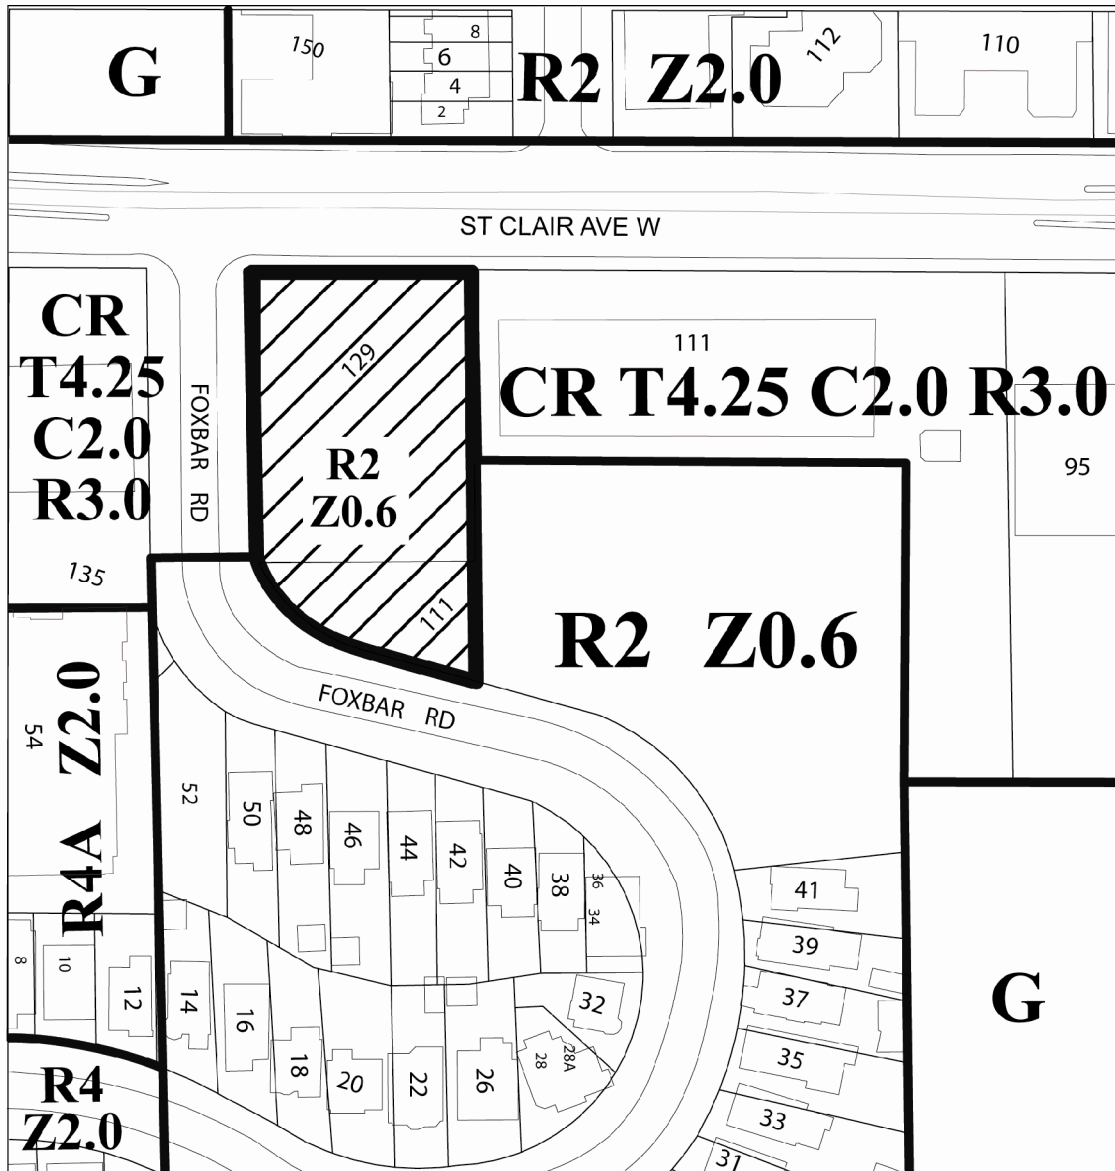 G
150
8
6
4
2
R2 Z2.0
112
110
ST CLAIR AVE W
CR
T4.25
C2.0
R3.0
135
FOXBAR RD
129
R2
Z0.6
111
111
CR T4.25 C2.0 R3.0
95
R2 Z0.6
FOXBAR RD
54
R4A Z2.0
52
50
48
46
44
42
40
38
36
34
41
39
37
35
33
31
G
8
10
12
14
16
18
20
22
26
28
28A
32
R4
Z2.0